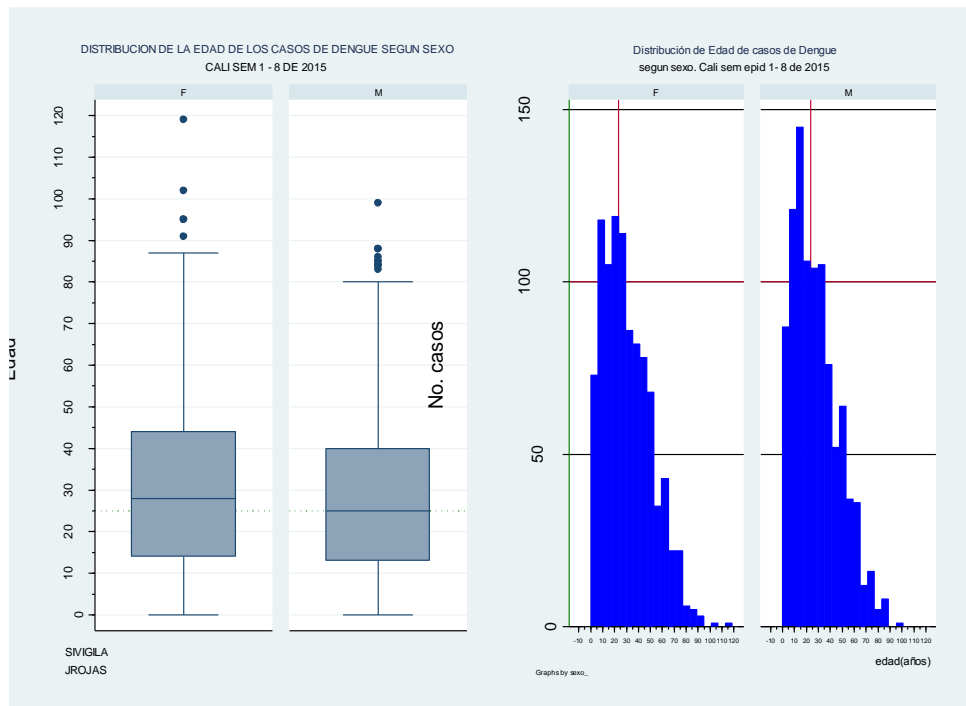 DISTRIBUCION DE LA EDAD DE LOS CASOS DE DENGUE SEGUN SEXO
CALI SEM 1 - 8 DE 2015
F
M
120
110
100
90
80
70
60
50
40
30
20
10
0
Edad
SIVIGILA
JROJAS
Distribución de Edad de casos de Dengue
segun sexo. Cali sem epid 1- 8 de 2015
F
M
150
100
50
0
No. casos
-10 0 10 20 30 40 50 60 70 80 90 100 110 120
-10 0 10 20 30 40 50 60 70 80 90 100 110 120
edad(años)
Graphs by sexo_